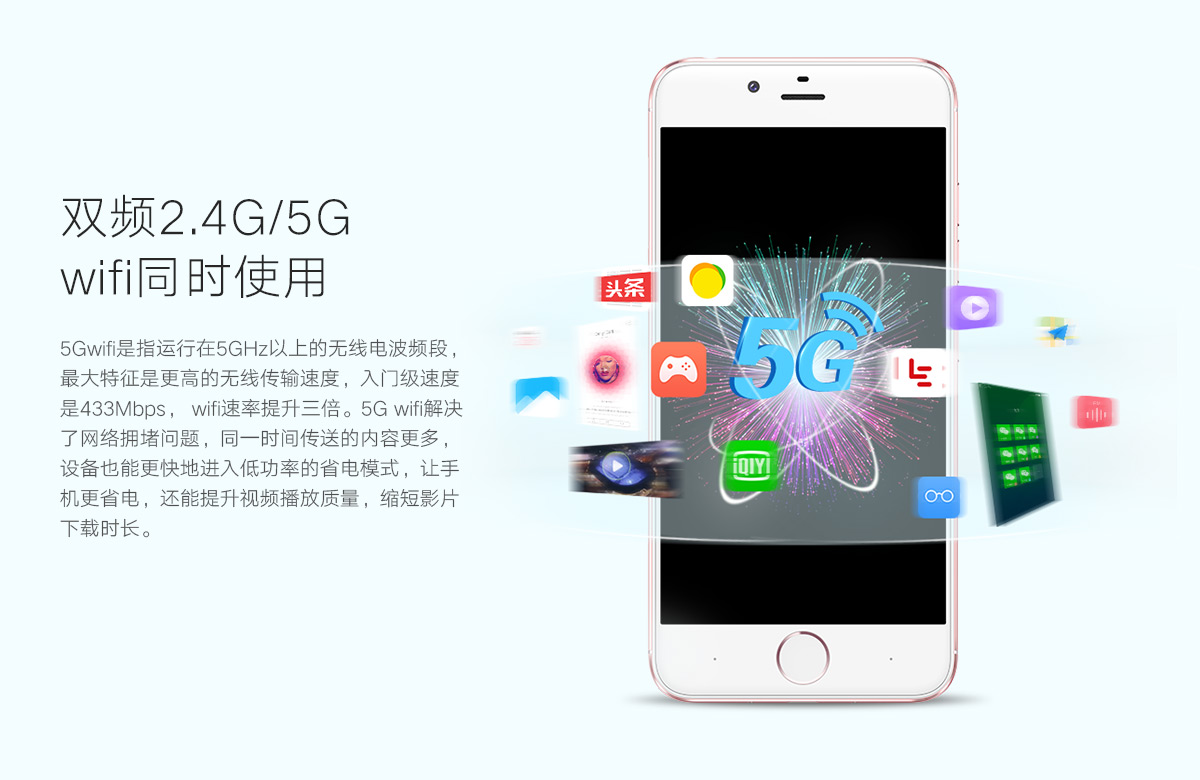 双频2.4G/5G
wifi同时使用
5Gwifi是指运行在5GHz以上的无线电波频段，
最大特征是更高的无线传输速度，入门级速度
是433Mbps， wifi速率提升三倍。5G wifi解决
了网络拥堵问题，同一时间传送的内容更多，
设备也能更快地进入低功率的省电模式，让手
机更省电，还能提升视频播放质量，缩短影片
下载时长。
头条
5G
iQIYI